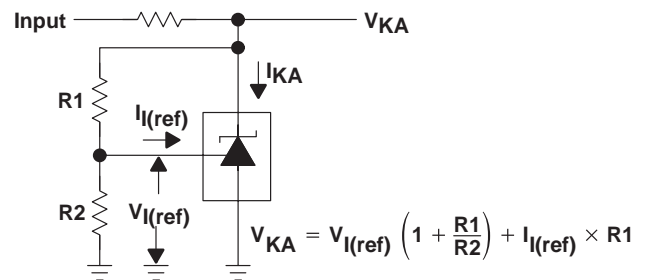 Input
VKA
IKA
R1
II(ref)
R2
VI(ref)
VKA = VI(ref) (1 + R1/R2) + II(ref) × R1